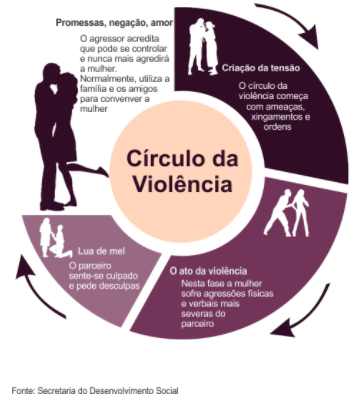 Promessas, negação, amor
O agressor acredita
que pode se controlar
e nunca mais agredirá
a mulher.
Normalmente, utiliza a
família e os amigos
para convenver a
mulher
Criação da tensão
O circulo da
violência começa
com ameaças,
xingamentos e
ordens
Círculo da
Violência
O ato da violência
Nesta fase a mulher
sofre agressões físicas
e verbais mais
severas do
parceiro
Lua de mel
O parceiro
sente-se culpado
e pede desculpas
Fonte: Secretaria do Desenvolvimento Social